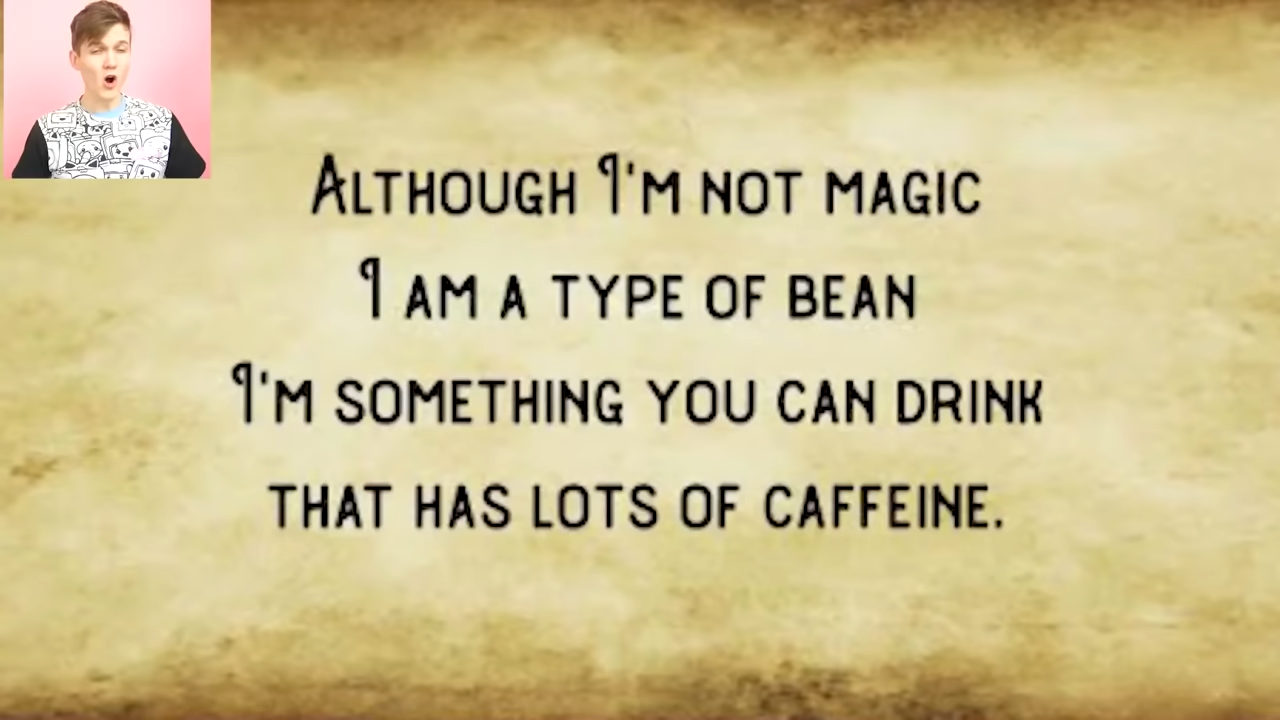 Although I'm not magic
I am a type of bean
I'm something you can drink
that has lots of caffeine.